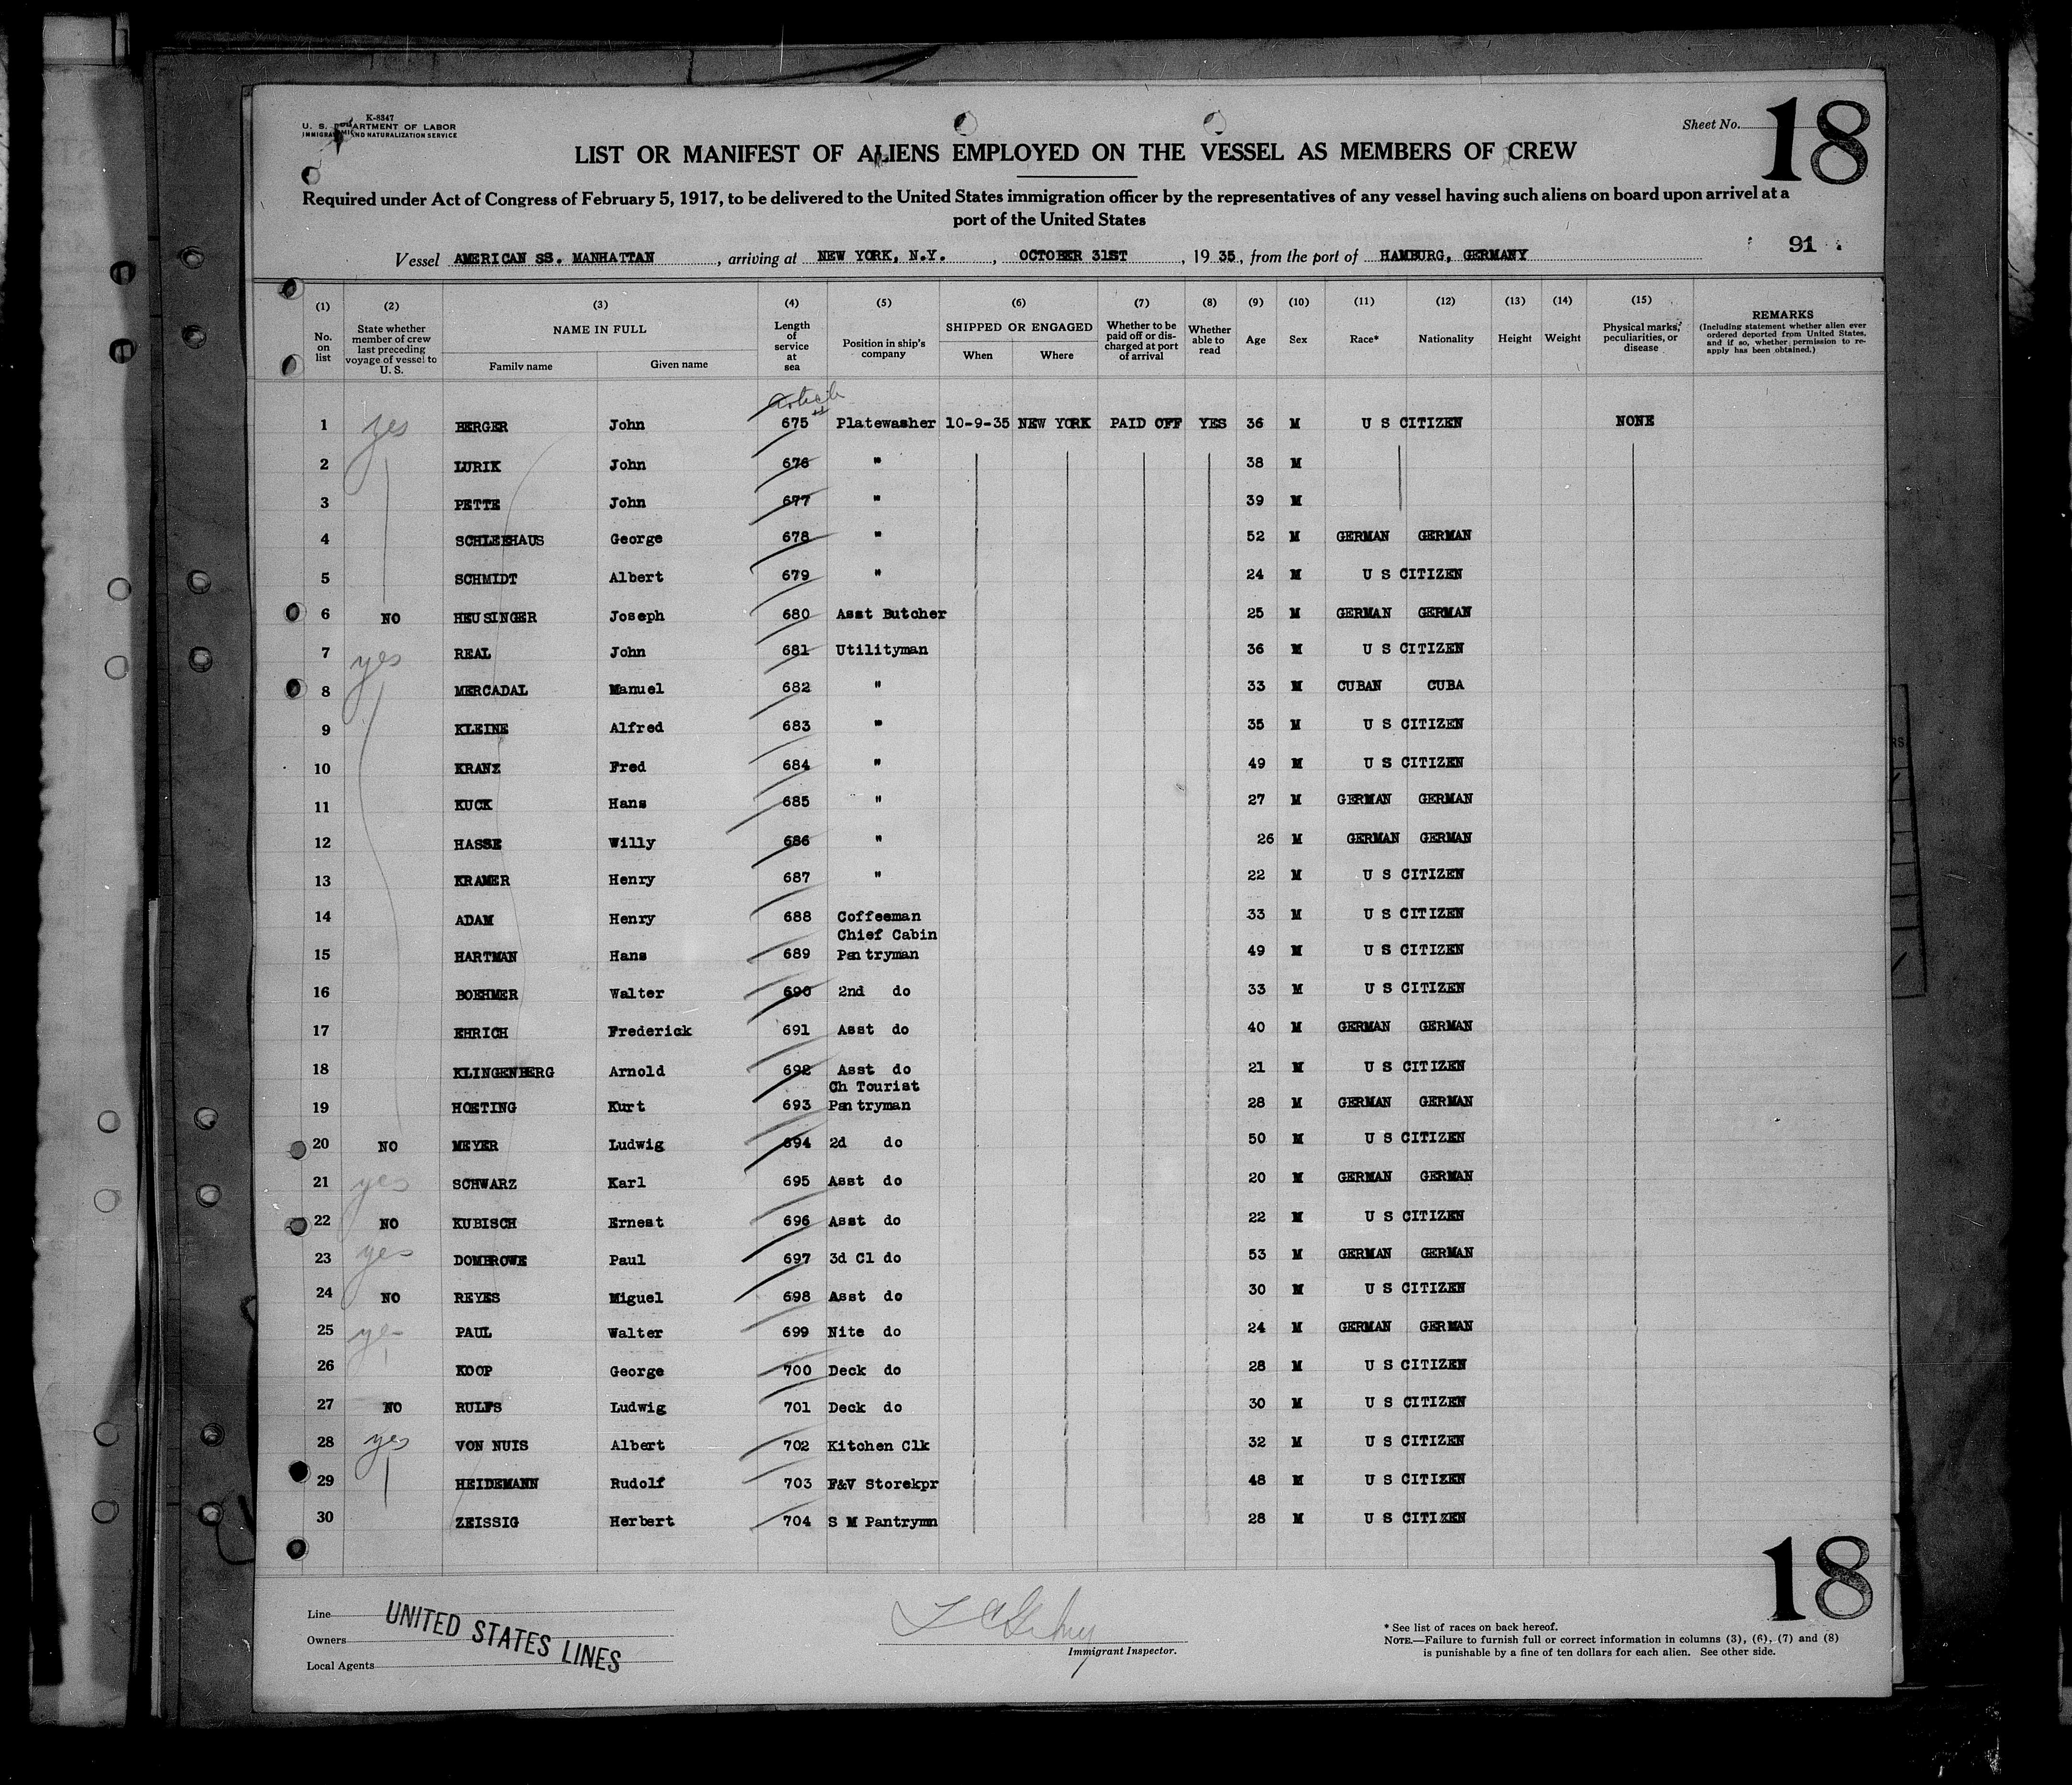 K-8347
U. S. DEPARTMENT OF LABOR
IMMIGRATION AND NATURALIZATION SERVICE
Sheet No. 18
LIST OR MANIFEST OF ALIENS EMPLOYED ON THE VESSEL AS MEMBERS OF CREW
Required under Act of Congress of February 5, 1917, to be delivered to the United States immigration officer by the representatives of any vessel having such aliens on board upon arrival at a
port of the United States
91
Vessel AMERICAN SS. MANHATTAN, arriving at NEW YORK, N.Y., OCTOBER 31ST, 1935, from the port of HAMBURG, GERMANY
(1) (2) (3) (4) (5) (6) (7) (8) (9) (10) (11) (12) (13) (14) (15)
No. on list
State whether member of crew last preceding voyage of vessel to U. S.
NAME IN FULL
Family name Given name
Length of service at sea
Position in ship's company
SHIPPED OR ENGAGED
When Where
Whether to be paid off or discharged at port of arrival
Whether able to read
Age
Sex
Race*
Nationality
Height
Weight
Physical marks, peculiarities, or disease
REMARKS
(Including statement whether alien ever ordered deported from United States, and if so, whether permission to re-apply has been obtained.)
1 yes BERGER John 675 Platewasher 10-9-35 NEW YORK PAID OFF YES 36 M U S CITIZEN NONE
2 LURIK John 676 " 38 M
3 PETTE John 677 " 39 M
4 SCHLEEHAUS George 678 " 52 M GERMAN GERMAN
5 SCHMIDT Albert 679 " 24 M U S CITIZEN
6 NO HEUSINGER Joseph 680 Asst Butcher 25 M GERMAN GERMAN
7 yes REAL John 681 Utilityman 36 M U S CITIZEN
8 MERCADAL Manuel 682 " 33 M CUBAN CUBA
9 KLEINE Alfred 683 " 35 M U S CITIZEN
10 KRANZ Fred 684 " 49 M U S CITIZEN
11 KUCK Hans 685 " 27 M GERMAN GERMAN
12 HASSE Willy 686 " 26 M GERMAN GERMAN
13 KRAMER Henry 687 " 22 M U S CITIZEN
14 ADAM Henry 688 Coffeeman 33 M U S CITIZEN
Chief Cabin
15 HARTMAN Hans 689 Pantryman 49 M U S CITIZEN
16 BOEHMER Walter 690 2nd do 33 M U S CITIZEN
17 EHRICH Frederick 691 Asst do 40 M GERMAN GERMAN
18 KLINGENBERG Arnold 692 Asst do 21 M U S CITIZEN
Ch Tourist
19 HOETING Kurt 693 Pantryman 28 M GERMAN GERMAN
20 NO MEYER Ludwig 694 2d do 50 M U S CITIZEN
21 yes SCHWARZ Karl 695 Asst do 20 M GERMAN GERMAN
22 NO KUBISCH Ernest 696 Asst do 22 M U S CITIZEN
23 yes DOMBROWE Paul 697 3d Cl do 53 M GERMAN GERMAN
24 NO REYES Miguel 698 Asst do 30 M U S CITIZEN
25 yes PAUL Walter 699 Nite do 24 M GERMAN GERMAN
26 KOOP George 700 Deck do 28 M U S CITIZEN
27 NO RULFS Ludwig 701 Deck do 30 M U S CITIZEN
28 yes VON NUIS Albert 702 Kitchen Clk 32 M U S CITIZEN
29 HEIDEMANN Rudolf 703 F&V Storekpr 48 M U S CITIZEN
30 ZEISSIG Herbert 704 S M Pantrymn 28 M U S CITIZEN
18
Line
Owners UNITED STATES LINES
Local Agents
Immigrant Inspector.
* See list of races on back hereof.
NOTE.—Failure to furnish full or correct information in columns (3), (6), (7) and (8)
is punishable by a fine of ten dollars for each alien. See other side.